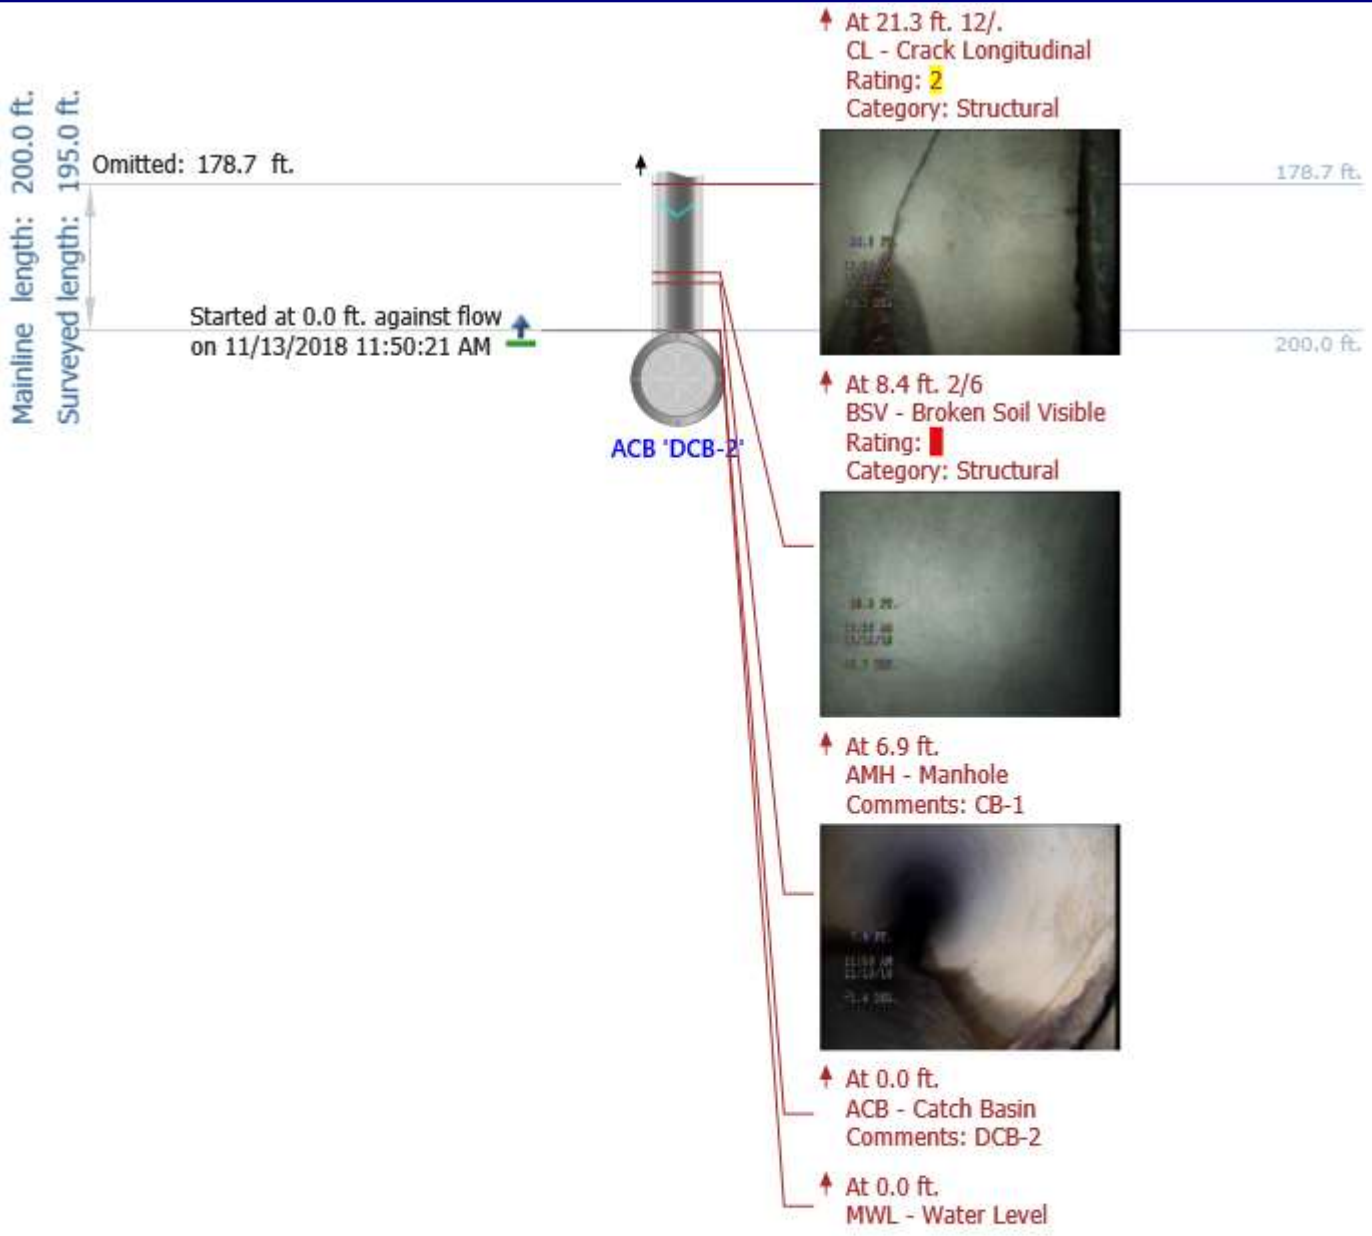 Mainline length: 200.0 ft.
Surveyed length: 195.0 ft.
Omitted: 178.7 ft.
Started at 0.0 ft. against flow
on 11/13/2018 11:50:21 AM
ACB 'DCB-2'
At 21.3 ft. 12/.
CL - Crack Longitudinal
Rating: 2
Category: Structural
178.7 ft.
200.0 ft.
At 8.4 ft. 2/6
BSV - Broken Soil Visible
Rating:
Category: Structural
At 6.9 ft.
AMH - Manhole
Comments: CB-1
At 0.0 ft.
ACB - Catch Basin
Comments: DCB-2
At 0.0 ft.
MWL - Water Level